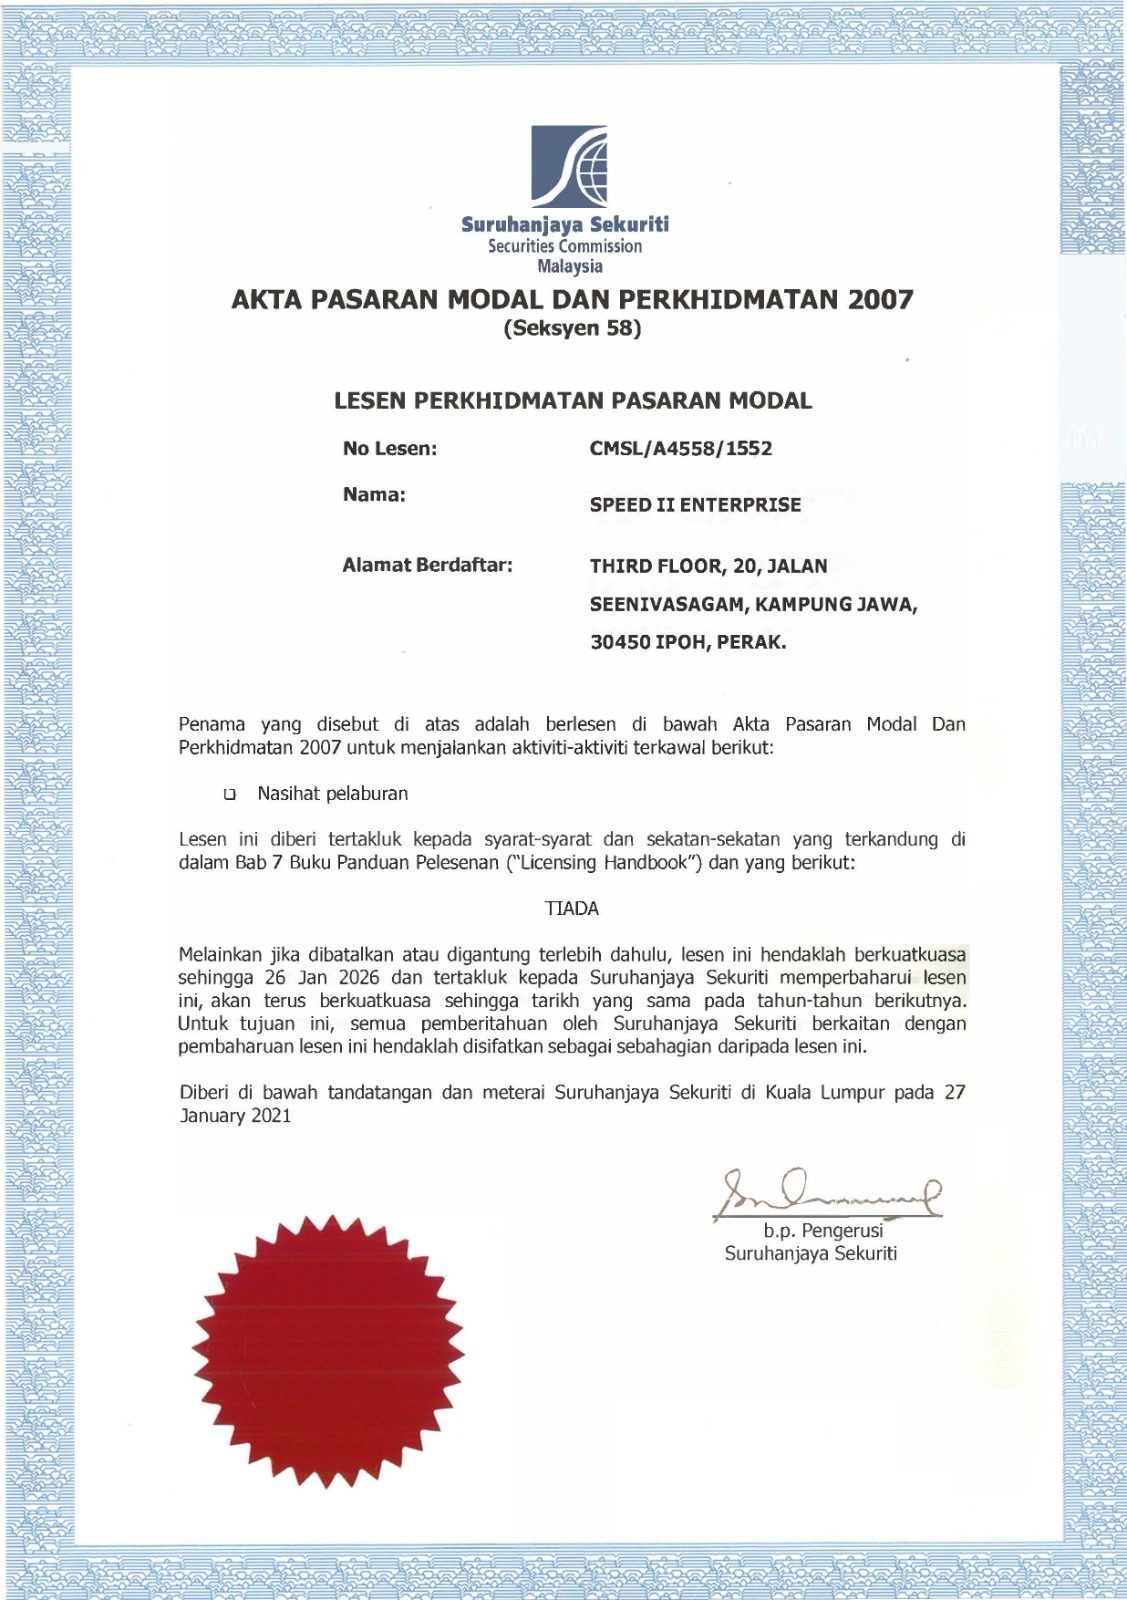 Suruhanjaya Sekuriti
Securities Commission
Malaysia
AKTA PASARAN MODAL DAN PERKHIDMATAN 2007
(Seksyen 58)
LESEN PERKHIDMATAN PASARAN MODAL
No Lesen: CMSL/A4558/1552
Nama: SPEED II ENTERPRISE
Alamat Berdaftar: THIRD FLOOR, 20, JALAN
SEENIVASAGAM, KAMPUNG JAWA,
30450 IPOH, PERAK.
Penama yang disebut di atas adalah berlesen di bawah Akta Pasaran Modal Dan
Perkhidmatan 2007 untuk menjalankan aktiviti-aktiviti terkawal berikut:
❑ Nasihat pelaburan
Lesen ini diberi tertakluk kepada syarat-syarat dan sekatan-sekatan yang terkandung di
dalam Bab 7 Buku Panduan Pelesenan (“Licensing Handbook”) dan yang berikut:
TIADA
Melainkan jika dibatalkan atau digantung terlebih dahulu, lesen ini hendaklah berkuatkuasa
sehingga 26 Jan 2026 dan tertakluk kepada Suruhanjaya Sekuriti memperbaharui lesen
ini, akan terus berkuatkuasa sehingga tarikh yang sama pada tahun-tahun berikutnya.
Untuk tujuan ini, semua pemberitahuan oleh Suruhanjaya Sekuriti berkaitan dengan
pembaharuan lesen ini hendaklah disifatkan sebagai sebahagian daripada lesen ini.
Diberi di bawah tandatangan dan meterai Suruhanjaya Sekuriti di Kuala Lumpur pada 27
January 2021
b.p. Pengerusi
Suruhanjaya Sekuriti